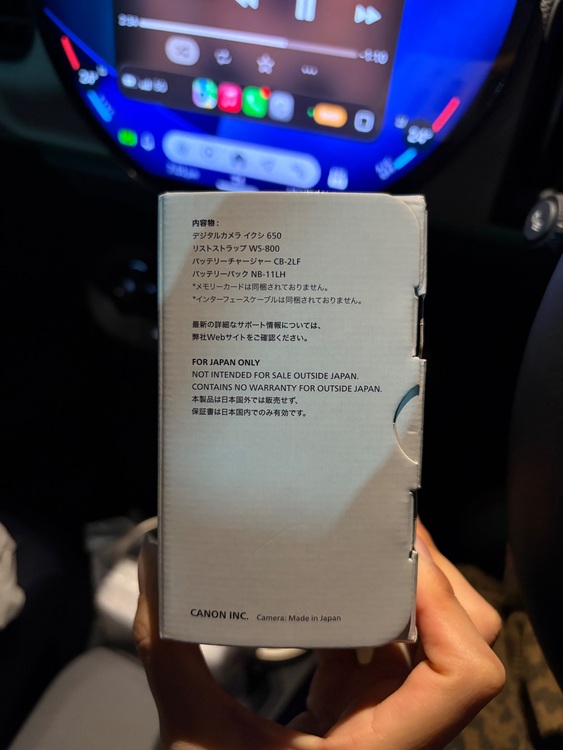 24°
24°
内容物 :
デジタルカメラ イクシ 650
リストストラップ WS-800
バッテリーチャージャー CB-2LF
バッテリーパック NB-11LH
*メモリーカードは同梱されておりません。
*インターフェースケーブルは同梱されておりません。
最新の詳細なサポート情報については、
弊社Webサイトをご確認ください。
FOR JAPAN ONLY
NOT INTENDED FOR SALE OUTSIDE JAPAN.
CONTAINS NO WARRANTY FOR OUTSIDE JAPAN.
本製品は日本国外では販売せず、
保証書は日本国内でのみ有効です。
CANON INC. Camera: Made in Japan